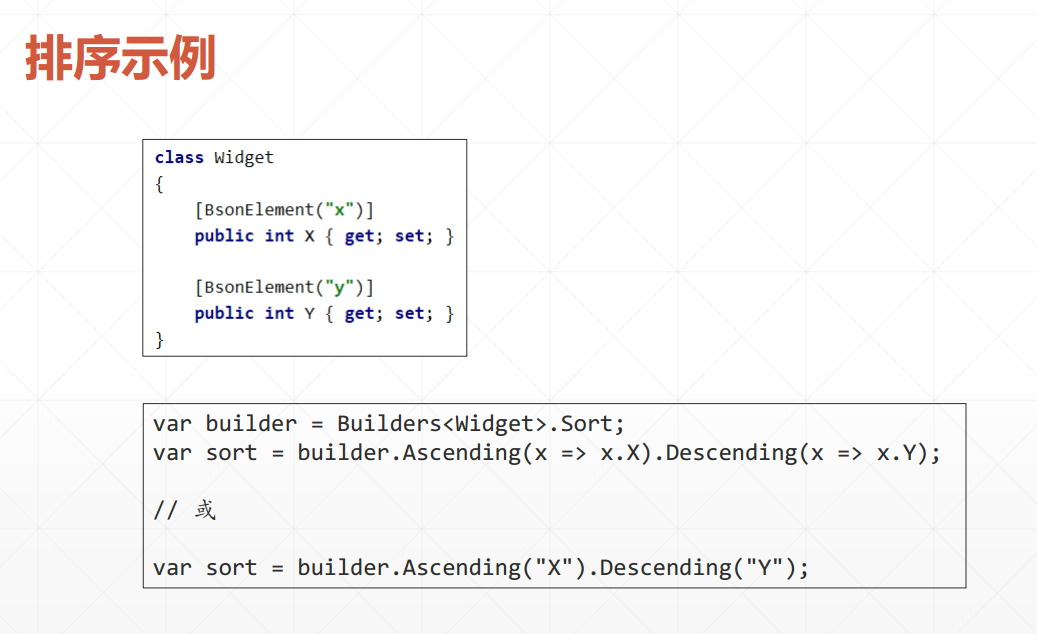 排序示例
class Widget
{
[BsonElement("x")]
public int X { get; set; }
[BsonElement("y")]
public int Y { get; set; }
}
var builder = Builders<Widget>.Sort;
var sort = builder.Ascending(x => x.X).Descending(x => x.Y);
// 或
var sort = builder.Ascending("X").Descending("Y");